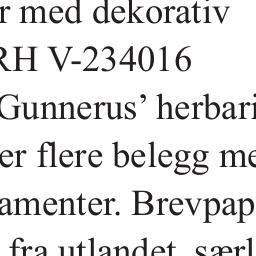 r med dekorativ
RH V-234016
Gunnerus’ herbari
er flere belegg me
amenter. Brevpap
fra utlandet, særl